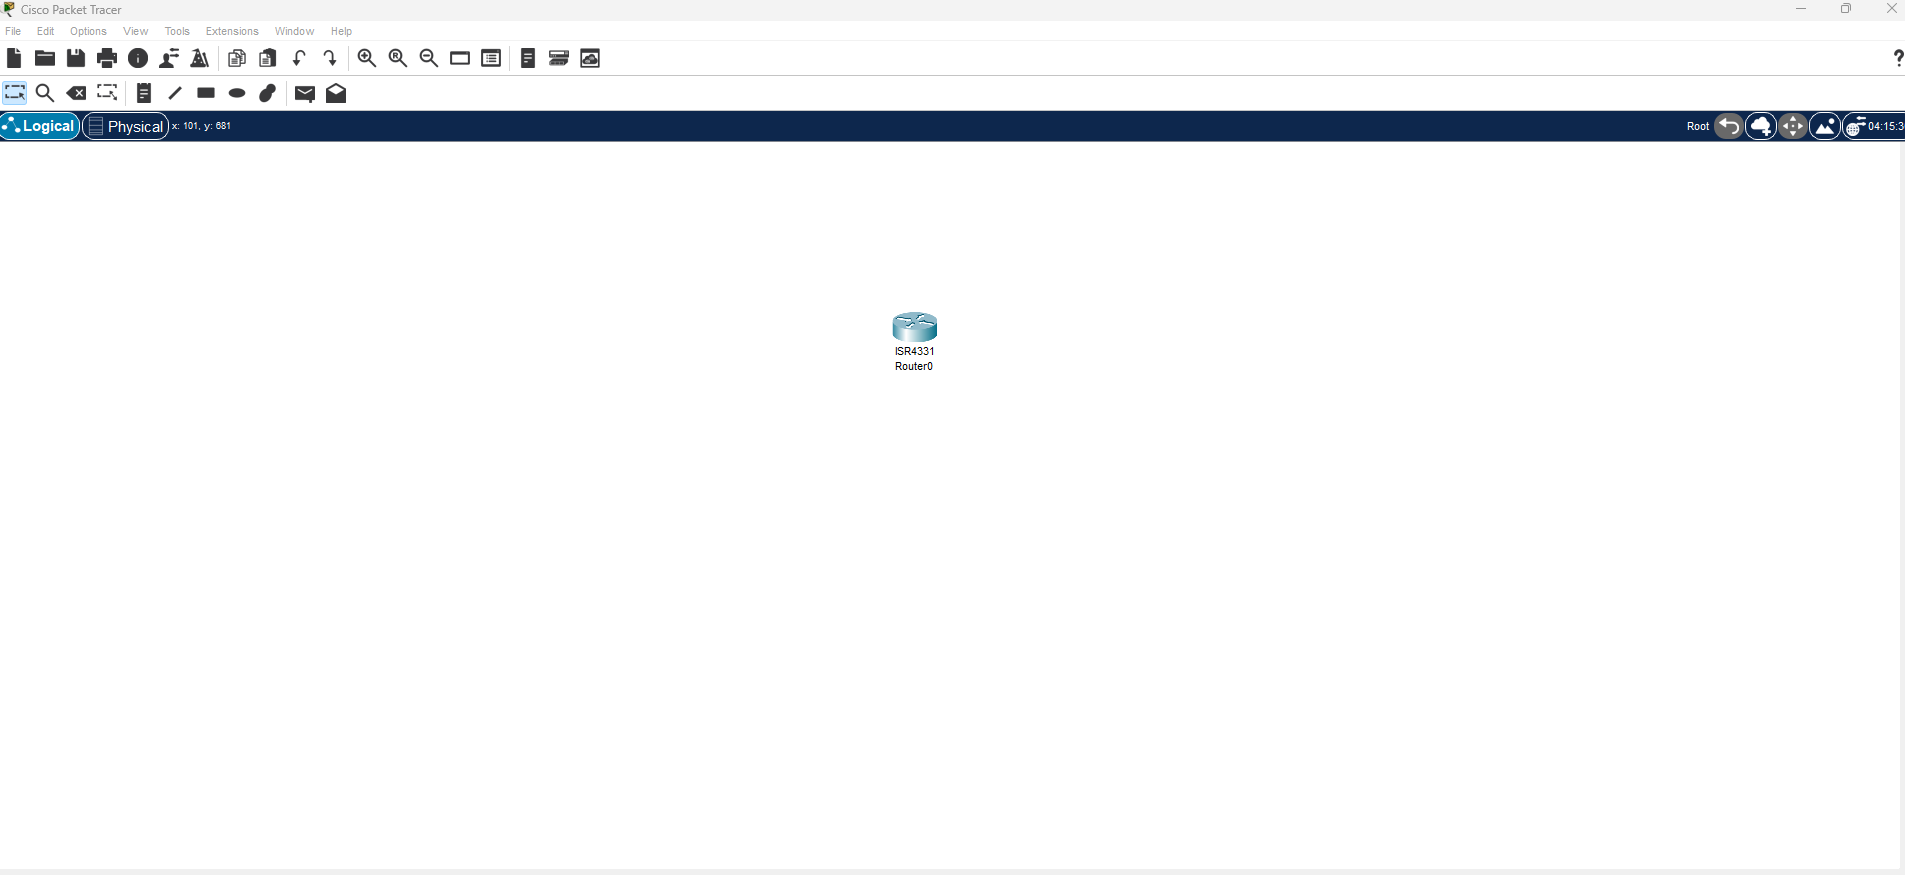 Cisco Packet Tracer
File Edit Options View Tools Extensions Window Help
?
Logical Physical x: 101, y: 681 Root 04:15:3
ISR4331
Router0